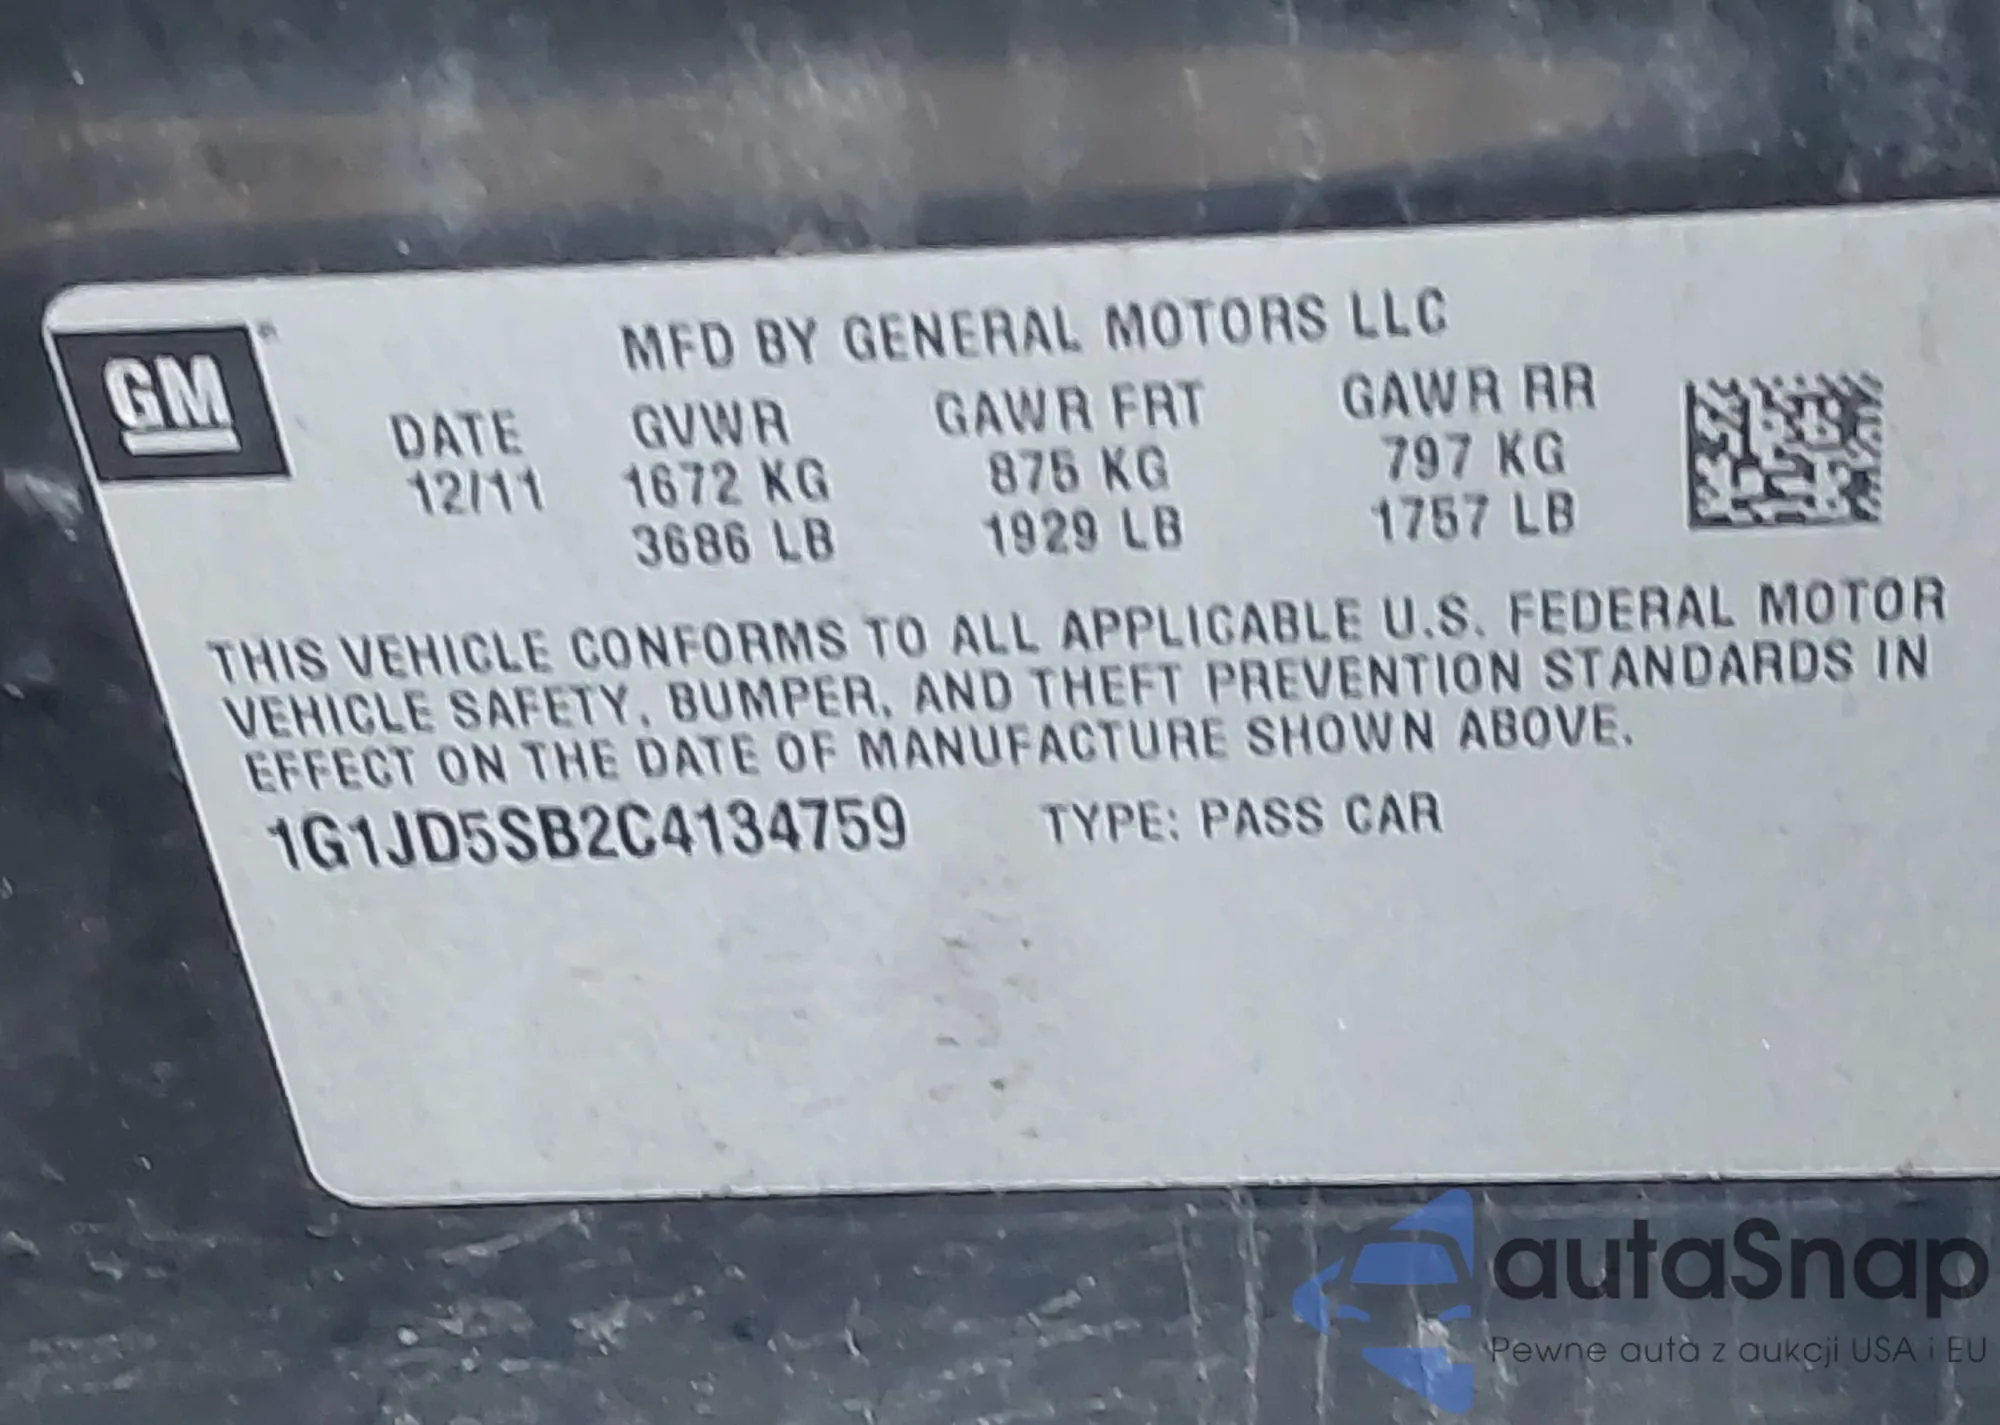 GM
MFD BY GENERAL MOTORS LLC
DATE GVWR GAWR FRT GAWR RR
12/11 1672 KG 875 KG 797 KG
3686 LB 1929 LB 1757 LB
THIS VEHICLE CONFORMS TO ALL APPLICABLE U.S. FEDERAL MOTOR
VEHICLE SAFETY, BUMPER, AND THEFT PREVENTION STANDARDS IN
EFFECT ON THE DATE OF MANUFACTURE SHOWN ABOVE.
1G1JD5SB2C4134759 TYPE: PASS CAR
autaSnap
Pewne auta z aukcji USA i EU